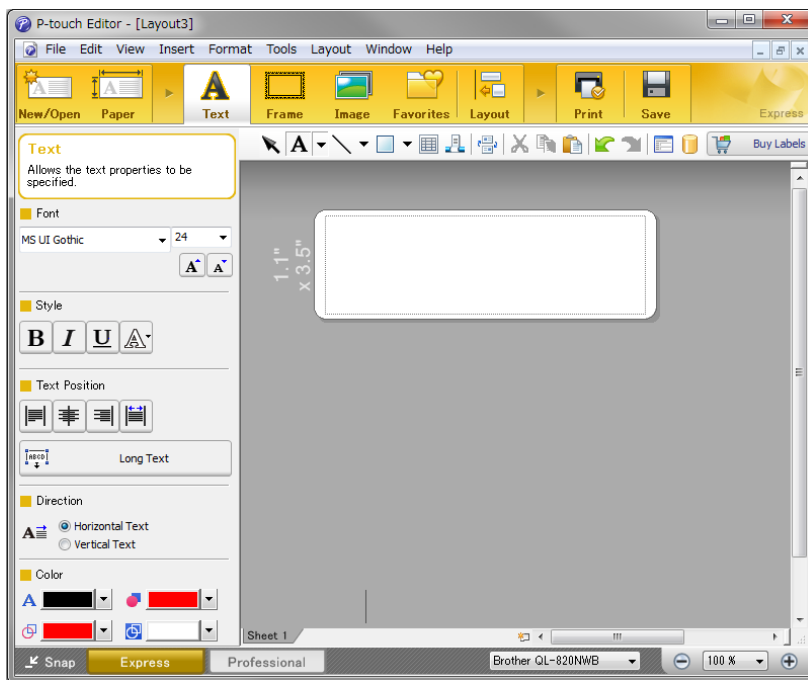 P-touch Editor - [Layout3]
File Edit View Insert Format Tools Layout Window Help
New/Open Paper Text Frame Image Favorites Layout Print Save Express
Text
Allows the text properties to be
specified.
Buy Labels
Font
MS UI Gothic 24
A A
Style
B I U A
Text Position
ABCD Long Text
Direction
A Horizontal Text
Vertical Text
Color
A
1.1"
x 3.5"
Sheet 1
Snap Express Professional Brother QL-820NWB 100 %